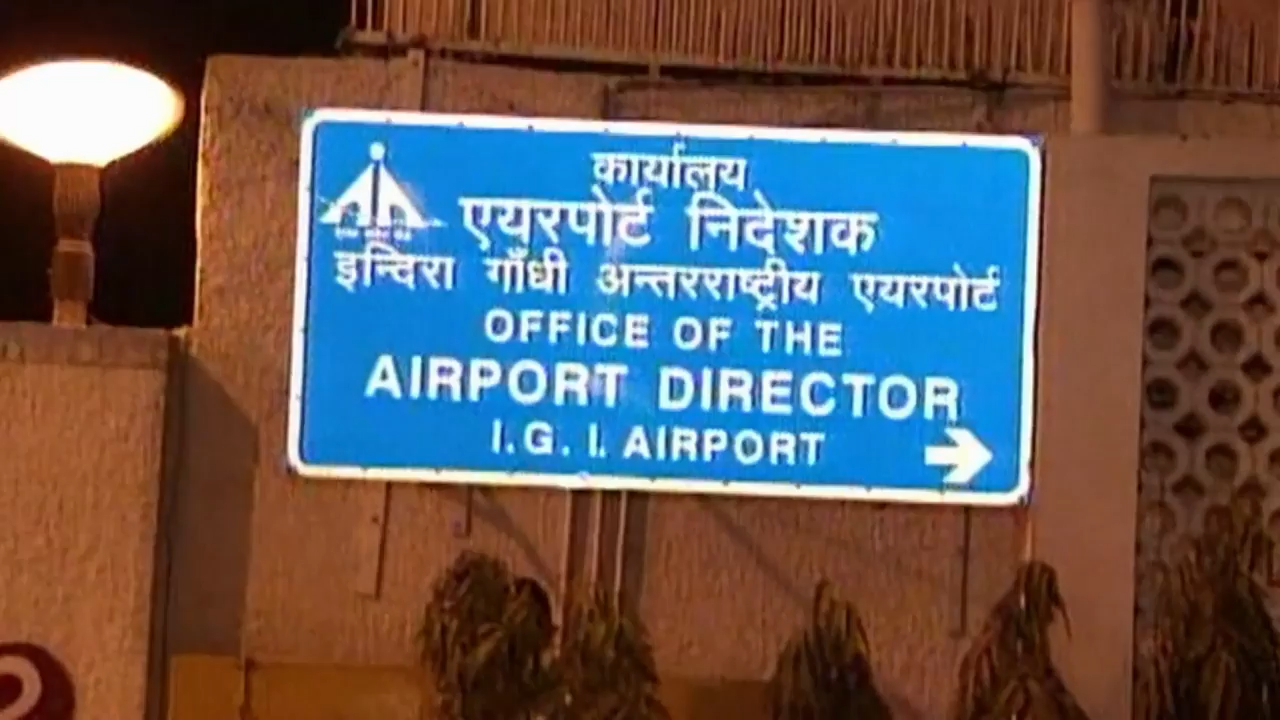 कार्यालय
एयरपोर्ट निदेशक
इन्दिरा गाँधी अन्तरराष्ट्रीय एयरपोर्ट
OFFICE OF THE
AIRPORT DIRECTOR
I.G.I. AIRPORT